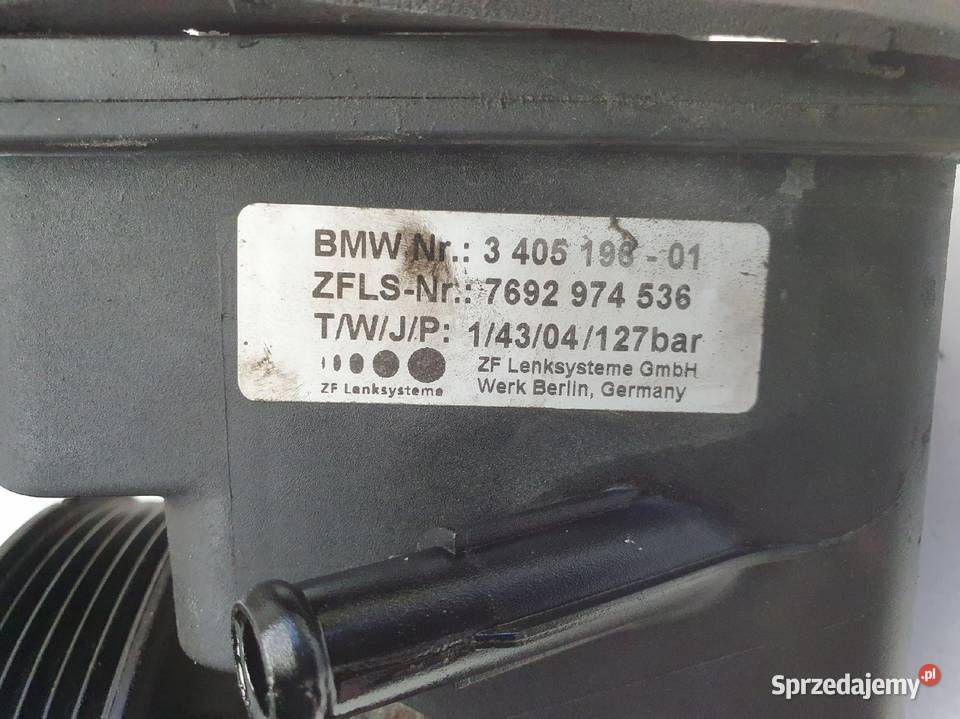 BMW Nr.: 3 405 196 - 01
ZFLS-Nr.: 7692 974 536
T/W/J/P: 1/43/04/127bar
ZF Lenksysteme
ZF Lenksysteme GmbH
Werk Berlin, Germany
Sprzedajemy.pl